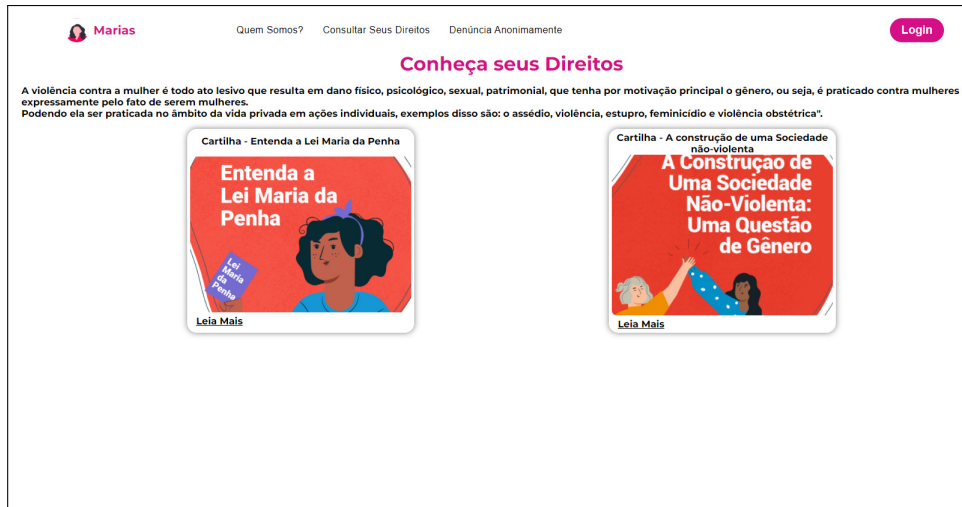 Marias
Quem Somos?
Consultar Seus Direitos
Denúncia Anonimamente
Login
Conheça seus Direitos
A violência contra a mulher é todo ato lesivo que resulta em dano físico, psicológico, sexual, patrimonial, que tenha por motivação principal o gênero, ou seja, é praticado contra mulheres
expressamente pelo fato de serem mulheres.
Podendo ela ser praticada no âmbito da vida privada em ações individuais, exemplos disso são: o assédio, violência, estupro, feminicídio e violência obstétrica".
Cartilha - Entenda a Lei Maria da Penha
Entenda a
Lei Maria da
Penha
Lei
Maria
da
Penha
Leia Mais
Cartilha - A construção de uma Sociedade
não-violenta
A Construção de
Uma Sociedade
Não-Violenta:
Uma Questão
de Gênero
Leia Mais